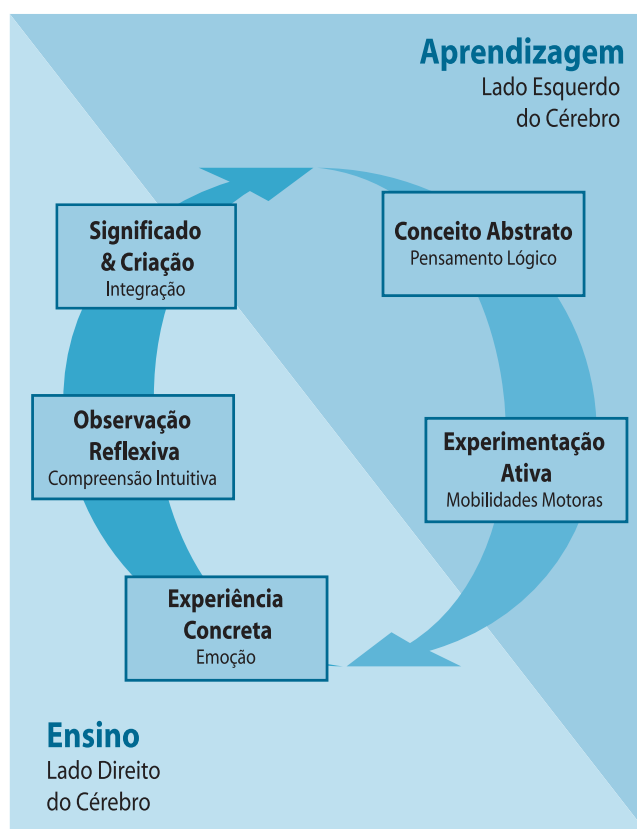 Aprendizagem
Lado Esquerdo
do Cérebro
Significado
& Criação
Integração
Conceito Abstrato
Pensamento Lógico
Observação
Reflexiva
Compreensão Intuitiva
Experimentação
Ativa
Mobilidades Motoras
Experiência
Concreta
Emoção
Ensino
Lado Direito
do Cérebro